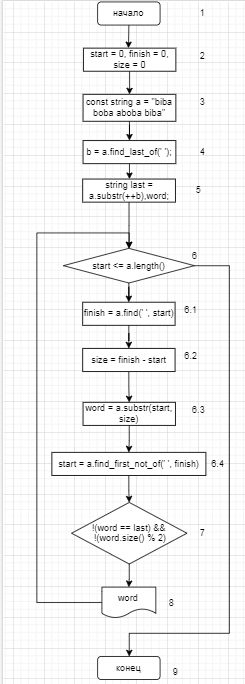 начало 1
start = 0, finish = 0, 2
size = 0
const string a = "biba 3
boba aboba biba"
b = a.find_last_of(' '); 4
string last = 5
a.substr(++b),word;
6
start <= a.length()
finish = a.find(' ', start) 6.1
size = finish - start 6.2
word = a.substr(start, 6.3
size)
start = a.find_first_not_of(' ', finish) 6.4
!(word == last) && 7
!(word.size() % 2)
word 8
конец 9